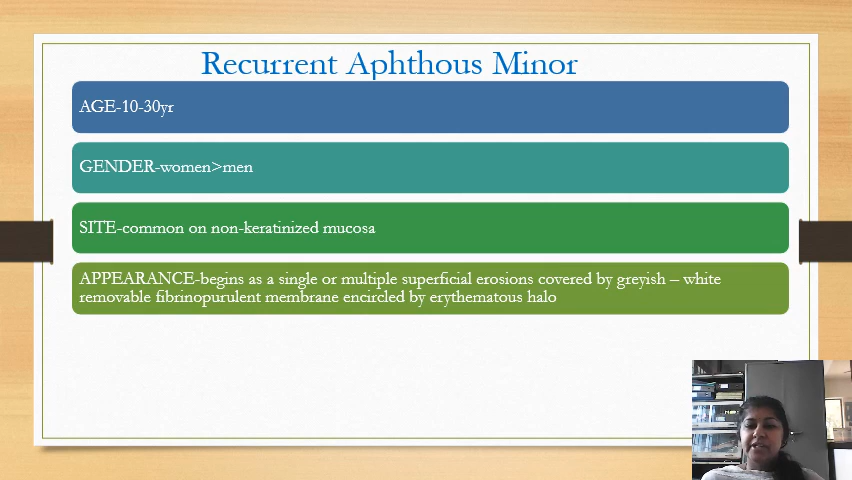 Recurrent Aphthous Minor
AGE-10-30yr
GENDER-women>men
SITE-common on non-keratinized mucosa
APPEARANCE-begins as a single or multiple superficial erosions covered by greyish – white
removable fibrinopurulent membrane encircled by erythematous halo